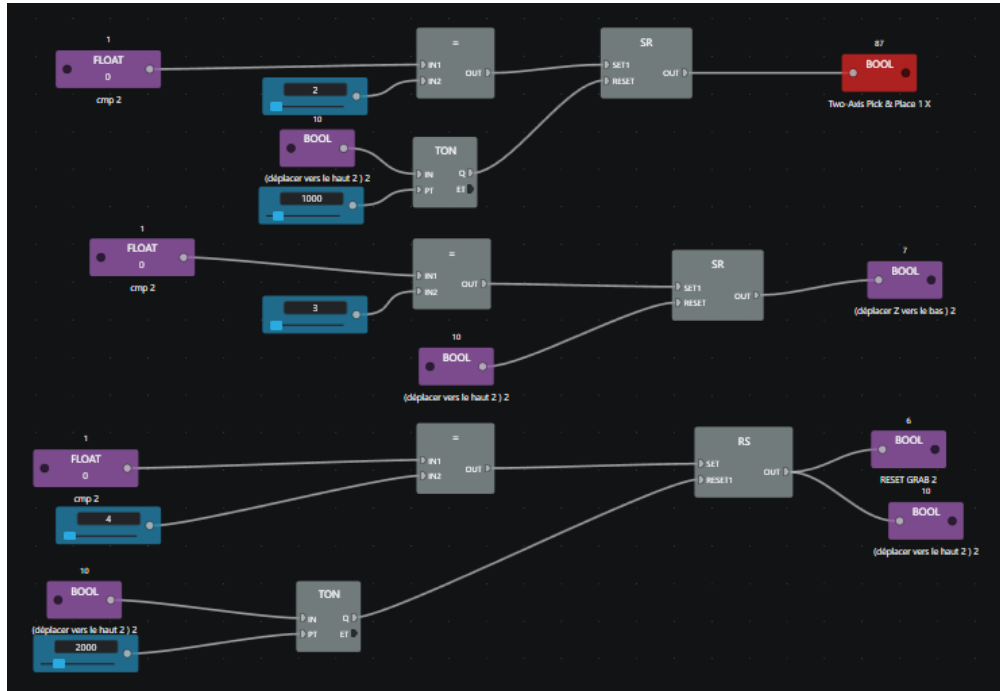 1
FLOAT
0
cmp 2
=
IN1
IN2
OUT
2
SR
SET1
RESET
OUT
87
BOOL
Two-Axis Pick & Place 1 X
10
BOOL
(déplacer vers le haut 2 ) 2
TON
IN
PT
Q
ET
1000
1
FLOAT
0
cmp 2
=
IN1
IN2
OUT
3
SR
SET1
RESET
OUT
7
BOOL
(déplacer Z vers le bas ) 2
10
BOOL
(déplacer vers le haut 2 ) 2
1
FLOAT
0
cmp 2
=
IN1
IN2
OUT
4
RS
SET
RESET1
OUT
6
BOOL
RESET GRAB 2
10
BOOL
(déplacer vers le haut 2 ) 2
10
BOOL
(déplacer vers le haut 2 ) 2
TON
IN
PT
Q
ET
2000